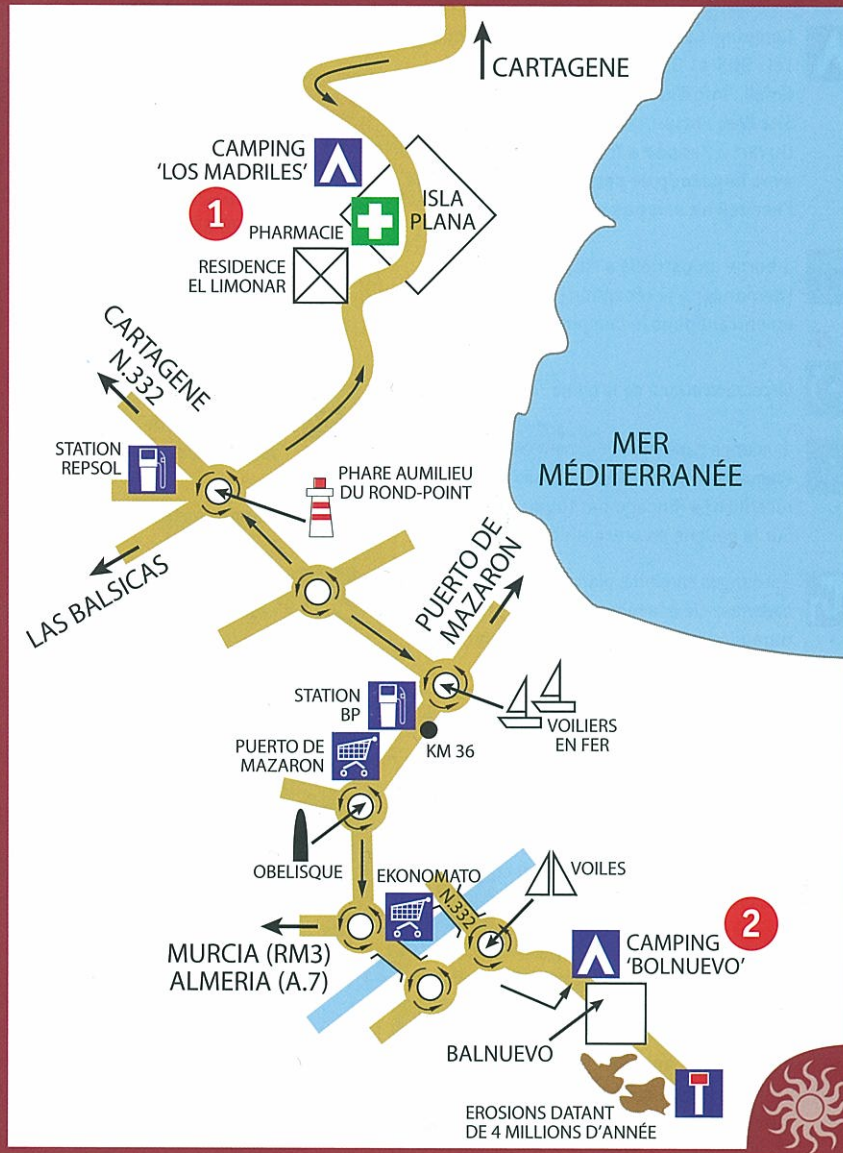 CARTAGENE
CAMPING
'LOS MADRILES'
1
ISLA
PLANA
PHARMACIE
RESIDENCE
EL LIMONAR
CARTAGENE
N.332
STATION
REPSOL
PHARE AUMILIEU
DU ROND-POINT
MER
MÉDITERRANÉE
LAS BALSICAS
PUERTO DE
MAZARON
STATION
BP
VOILIERS
EN FER
KM 36
PUERTO DE
MAZARON
OBELISQUE
EKONOMATO
VOILES
N.332
2
CAMPING
'BOLNUEVO'
MURCIA (RM3)
ALMERIA (A.7)
BALNUEVO
EROSIONS DATANT
DE 4 MILLIONS D'ANNÉE